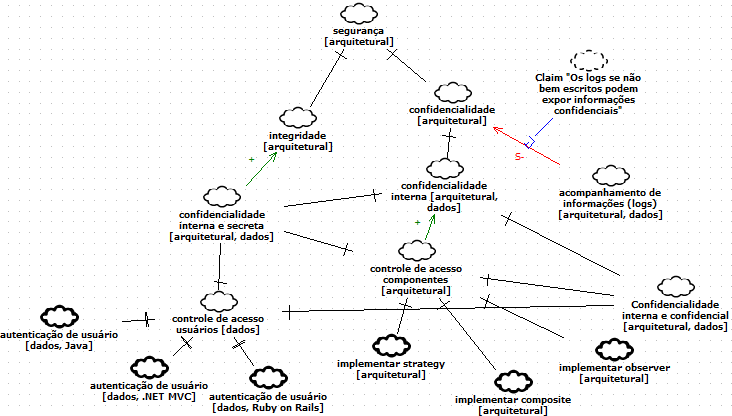 segurança
[arquitetural]
Claim "Os logs se não
bem escritos podem
expor informações
confidenciais"
confidencialidade
[arquitetural]
integridade
[arquitetural]
+
S-
confidencialidade
interna [arquitetural,
dados]
acompanhamento de
informações (logs)
[arquitetural, dados]
confidencialidade
interna e secreta
[arquitetural, dados]
+
controle de acesso
componentes
[arquitetural]
Confidencialidade
interna e confidencial
[arquitetural, dados]
controle de acesso
usuários [dados]
autenticação de usuário
[dados, Java]
implementar strategy
[arquitetural]
implementar observer
[arquitetural]
autenticação de usuário
[dados, .NET MVC]
autenticação de usuário
[dados, Ruby on Rails]
implementar composite
[arquitetural]